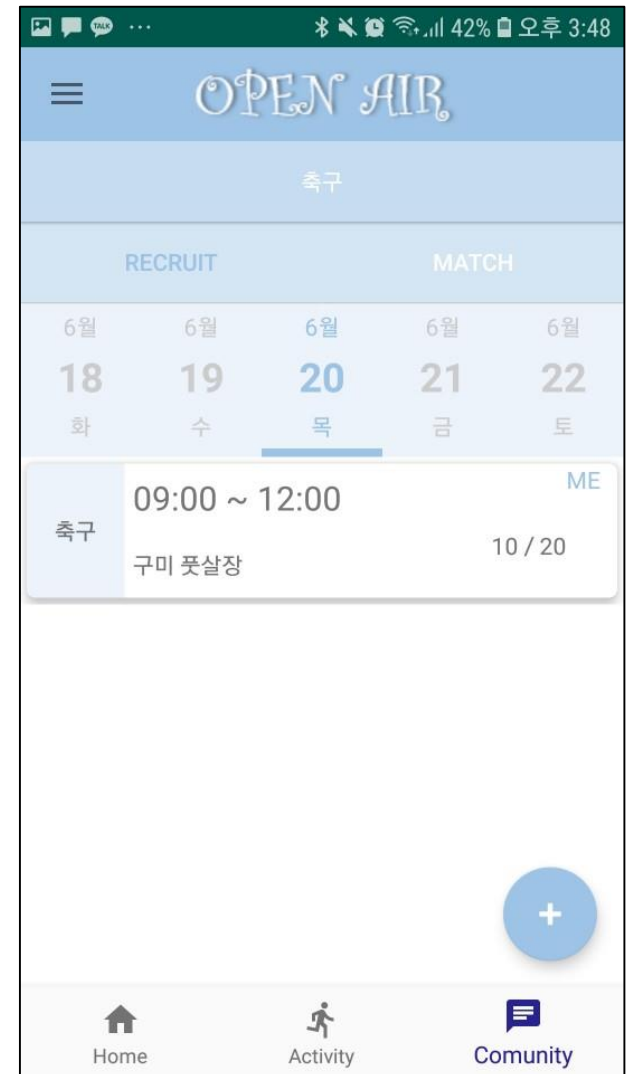 TALK ... 42% 오후 3:48
OPEN AIR
축구
RECRUIT MATCH
6월 6월 6월 6월 6월
18 19 20 21 22
화 수 목 금 토
ME
09:00 ~ 12:00
축구
10 / 20
구미 풋살장
+
Home Activity Comunity